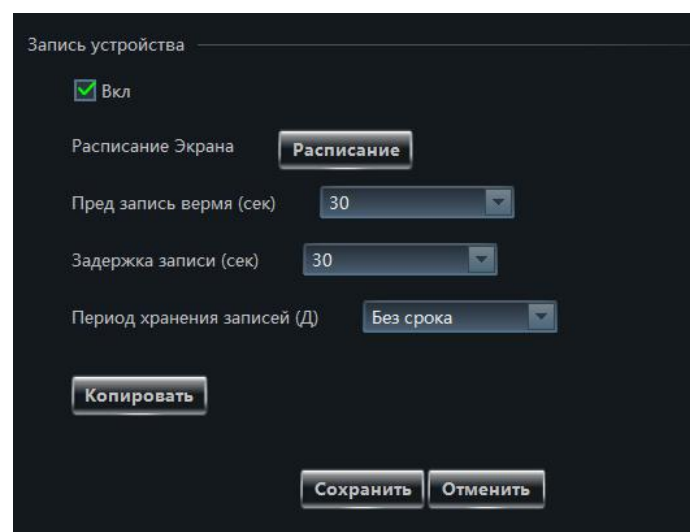 Запись устройства
Вкл
Расписание Экрана Расписание
Пред запись вермя (сек) 30
Задержка записи (сек) 30
Период хранения записей (Д) Без срока
Копировать
Сохранить Отменить